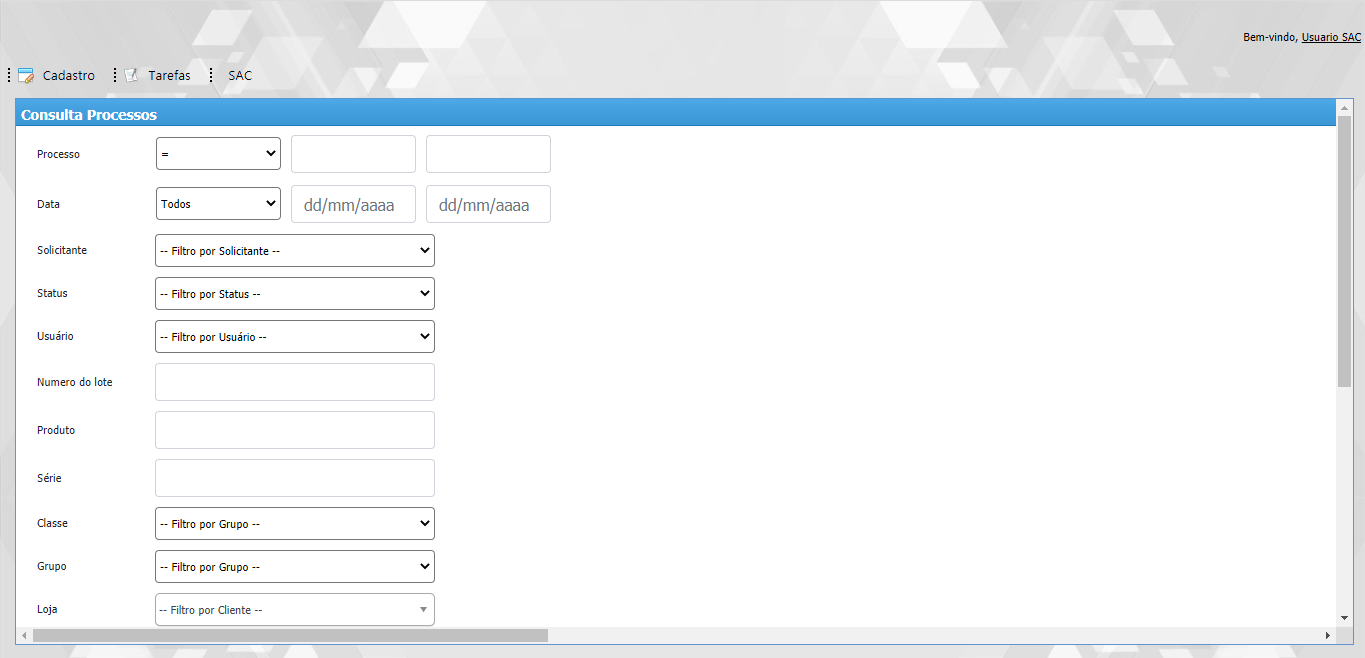 Bem-vindo, Usuario SAC
Cadastro Tarefas SAC
Consulta Processos
Processo =
Data Todos dd/mm/aaaa dd/mm/aaaa
Solicitante -- Filtro por Solicitante --
Status -- Filtro por Status --
Usuário -- Filtro por Usuário --
Numero do lote
Produto
Série
Classe -- Filtro por Grupo --
Grupo -- Filtro por Grupo --
Loja -- Filtro por Cliente --